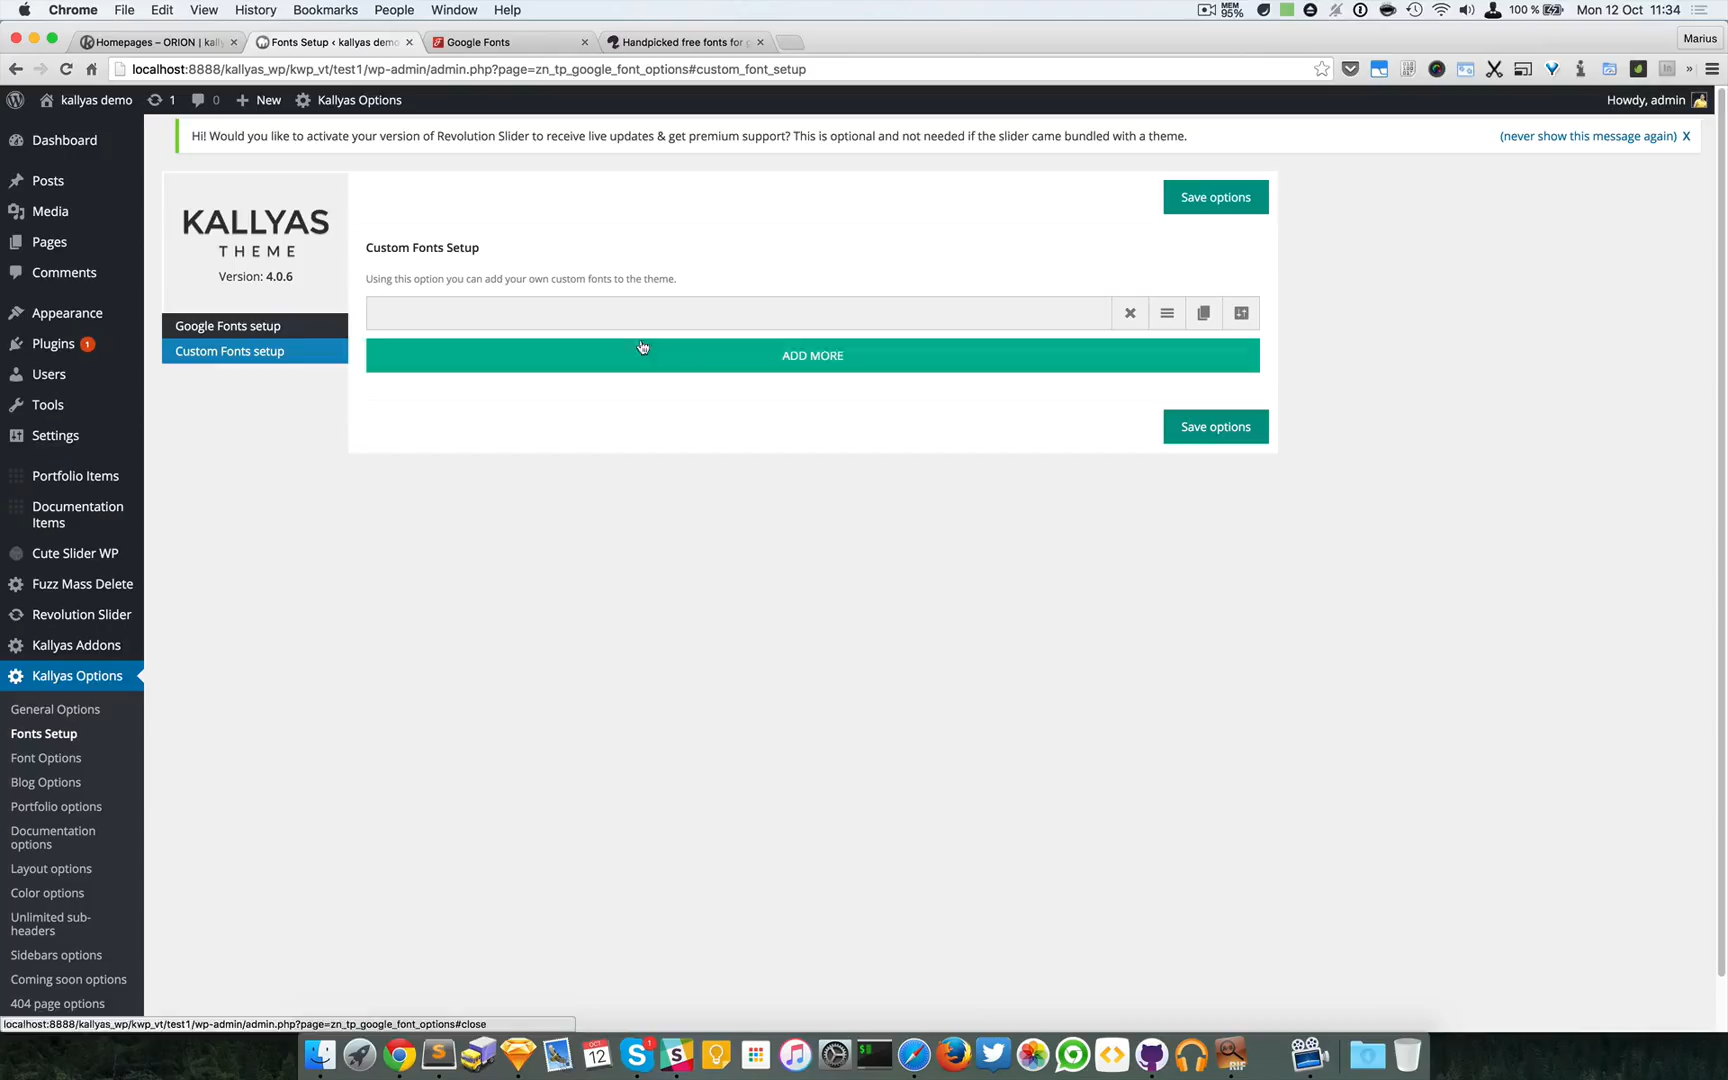 Chrome File Edit View History Bookmarks People Window Help
MEM 95% 100 % Mon 12 Oct 11:34
Homepages – ORION | kally Fonts Setup ‹ kallyas demo Google Fonts Handpicked free fonts for g Marius
localhost:8888/kallyas_wp/kwp_vt/test1/wp-admin/admin.php?page=zn_tp_google_font_options#custom_font_setup
kallyas demo 1 0 New Kallyas Options Howdy, admin
Hi! Would you like to activate your version of Revolution Slider to receive live updates & get premium support? This is optional and not needed if the slider came bundled with a theme. (never show this message again) X
Dashboard
Posts
Media
Pages
Comments
Appearance
Plugins 1
Users
Tools
Settings
Portfolio Items
Documentation
Items
Cute Slider WP
Fuzz Mass Delete
Revolution Slider
Kallyas Addons
Kallyas Options
General Options
Fonts Setup
Font Options
Blog Options
Portfolio options
Documentation
options
Layout options
Color options
Unlimited sub-
headers
Sidebars options
Coming soon options
404 page options
KALLYAS
THEME
Version: 4.0.6
Google Fonts setup
Custom Fonts setup
Save options
Custom Fonts Setup
Using this option you can add your own custom fonts to the theme.
ADD MORE
Save options
localhost:8888/kallyas_wp/kwp_vt/test1/wp-admin/admin.php?page=zn_tp_google_font_options#close
OCT
12
1
RIF